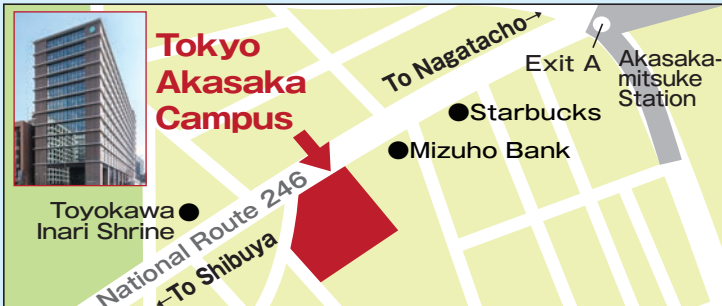 Tokyo
Akasaka
Campus
To Nagatacho→
Exit A
Akasaka-
mitsuke
Station
●Starbucks
●Mizuho Bank
Toyokawa
Inari Shrine
National Route 246
←To Shibuya